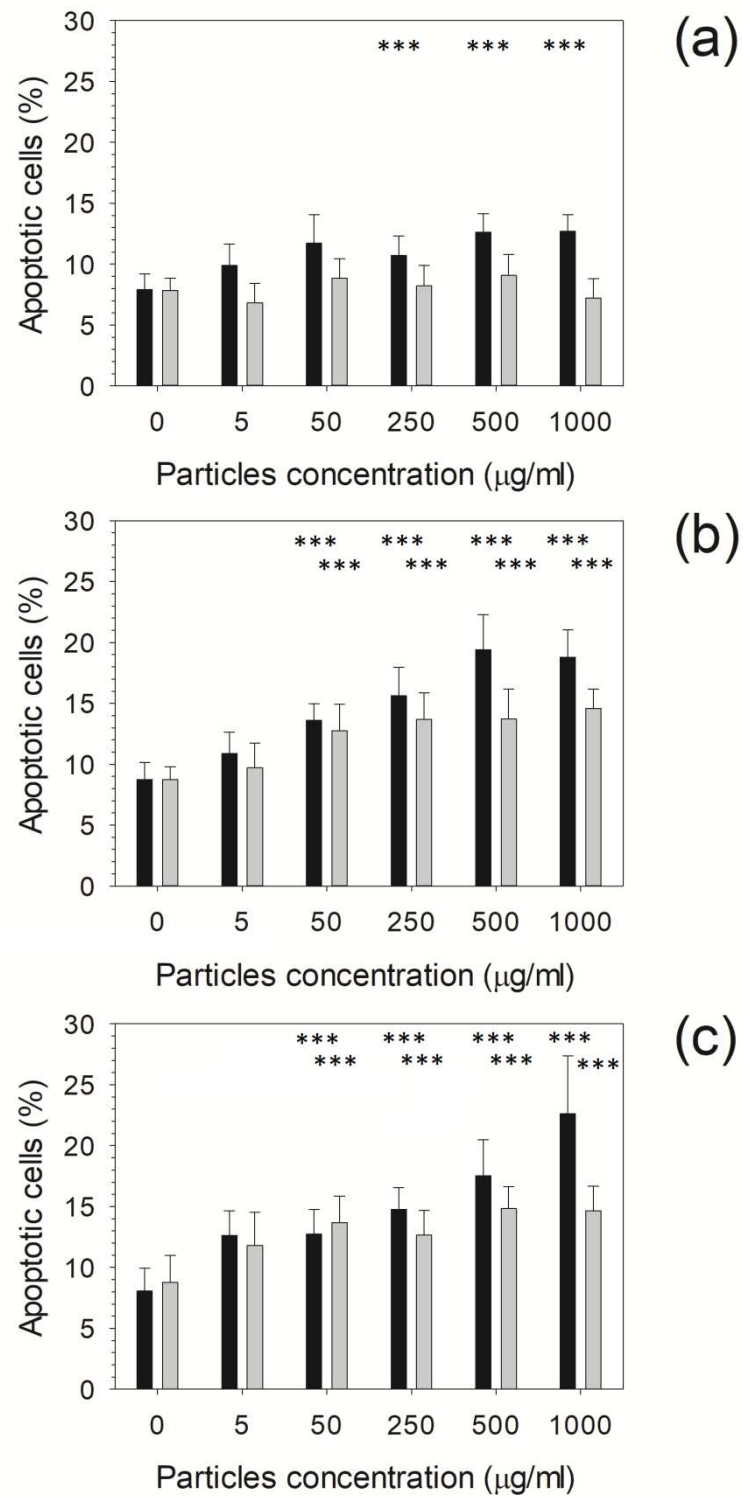 (a)
30
*** *** ***
25
20
15
10
5
0
Apoptotic cells (%)
0 5 50 250 500 1000
Particles concentration (μg/ml)
(b)
30
*** *** *** ***
*** *** *** ***
25
20
15
10
5
0
Apoptotic cells (%)
0 5 50 250 500 1000
Particles concentration (μg/ml)
(c)
30
*** *** *** ***
*** *** *** ***
25
20
15
10
5
0
Apoptotic cells (%)
0 5 50 250 500 1000
Particles concentration (μg/ml)